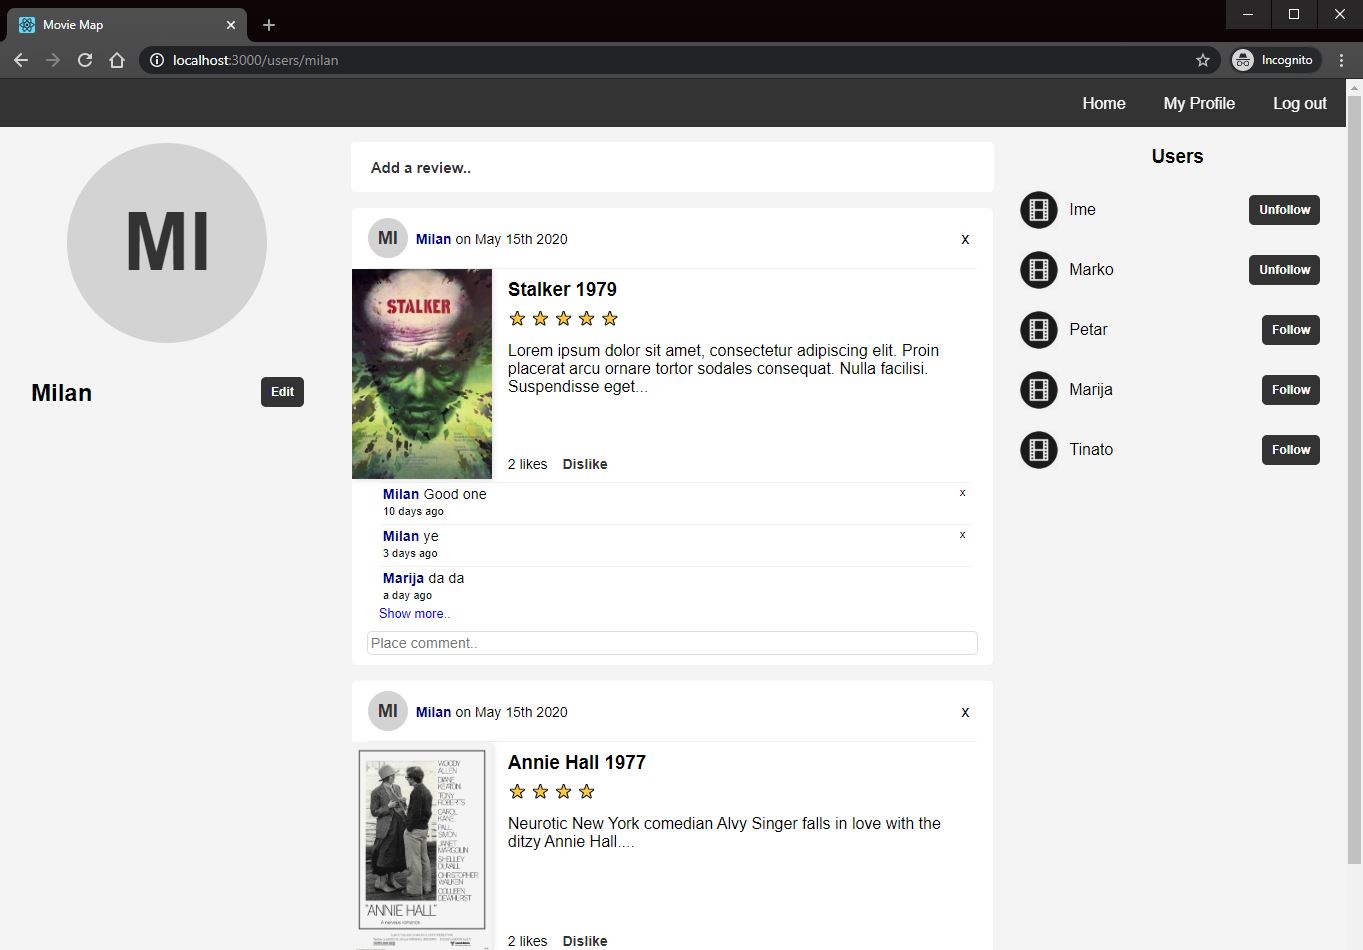 Movie Map
localhost:3000/users/milan
Incognito
Home
My Profile
Log out
MI
Milan
Edit
Add a review..
MI
Milan on May 15th 2020
x
STALKER
Stalker 1979
Lorem ipsum dolor sit amet, consectetur adipiscing elit. Proin
placerat arcu ornare tortor sodales consequat. Nulla facilisi.
Suspendisse eget...
2 likes
Dislike
Milan Good one
x
10 days ago
Milan ye
x
3 days ago
Marija da da
a day ago
Show more..
Place comment..
MI
Milan on May 15th 2020
x
WOODY
ALLEN
DIANE
KEATON
TONY
ROBERTS
CAROL
KANE
PAUL
SIMON
JANET
MARGOLIN
SHELLEY
DUVALL
CHRISTOPHER
WALKEN
COLLEEN
DEWHURST
"ANNIE HALL"
A nervous romance.
Annie Hall 1977
Neurotic New York comedian Alvy Singer falls in love with the
ditzy Annie Hall....
2 likes
Dislike
Users
Ime
Unfollow
Marko
Unfollow
Petar
Follow
Marija
Follow
Tinato
Follow